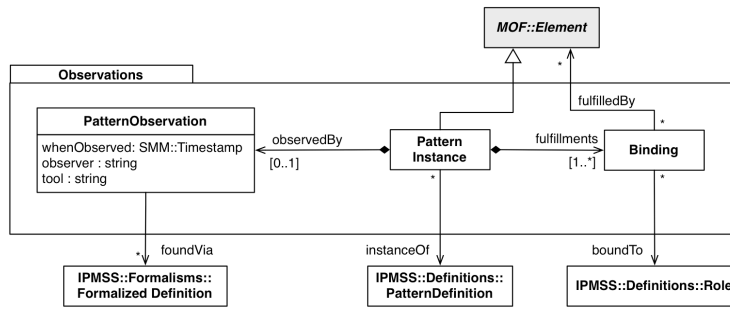 MOF::Element
Observations
*
fulfilledBy
PatternObservation
whenObserved: SMM::Timestamp
observer : string
tool : string
observedBy
[0..1]
Pattern
Instance
fulfillments
[1..*]
*
Binding
*
*
foundVia
*
instanceOf
boundTo
IPMSS::Formalisms::
Formalized Definition
IPMSS::Definitions::
PatternDefinition
IPMSS::Definitions::Role